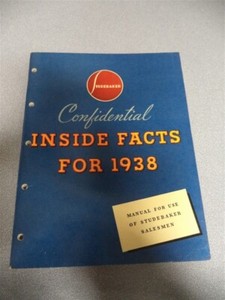 STUDEBAKER
Confidential
INSIDE FACTS
FOR 1938
MANUAL FOR USE
OF STUDEBAKER
SALESMEN